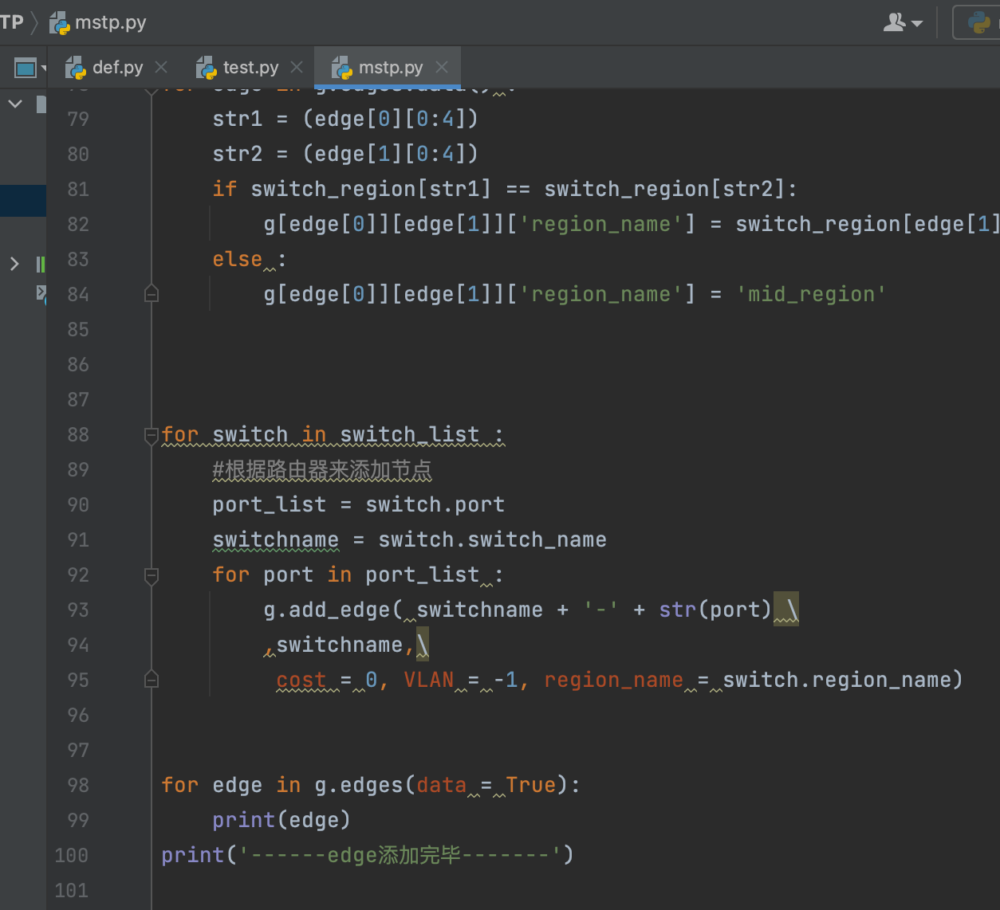 TP mstp.py
def.py test.py mstp.py
79 str1 = (edge[0][0:4])
80 str2 = (edge[1][0:4])
81 if switch_region[str1] == switch_region[str2]:
82 g[edge[0]][edge[1]]['region_name'] = switch_region[edge[1]
83 else :
84 g[edge[0]][edge[1]]['region_name'] = 'mid_region'
85
86
87
88 for switch in switch_list :
89 #根据路由器来添加节点
90 port_list = switch.port
91 switchname = switch.switch_name
92 for port in port_list :
93 g.add_edge( switchname + '-' + str(port) \
94 ,switchname,\
95 cost = 0, VLAN = -1, region_name = switch.region_name)
96
97
98 for edge in g.edges(data = True):
99 print(edge)
100 print('------edge添加完毕-------')
101